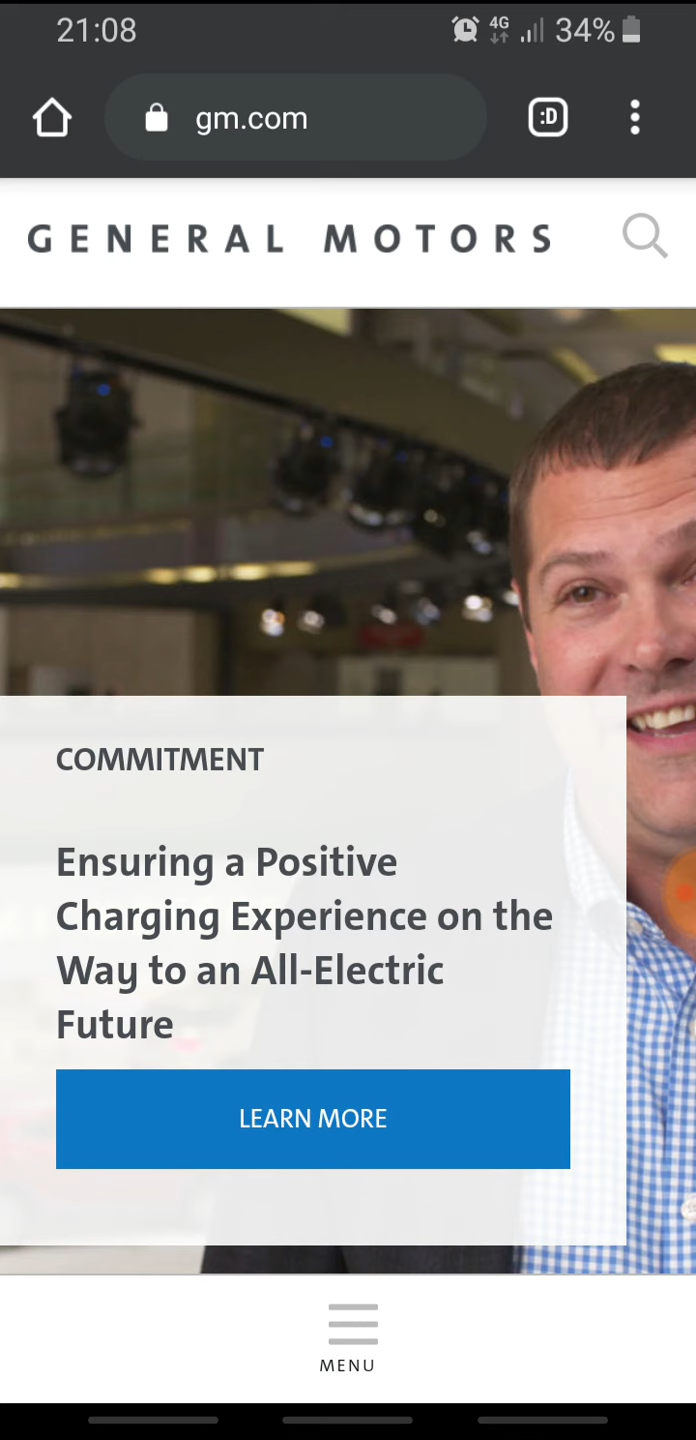 21:08 4G 34%
gm.com :D
GENERAL MOTORS
COMMITMENT
Ensuring a Positive
Charging Experience on the
Way to an All-Electric
Future
LEARN MORE
MENU